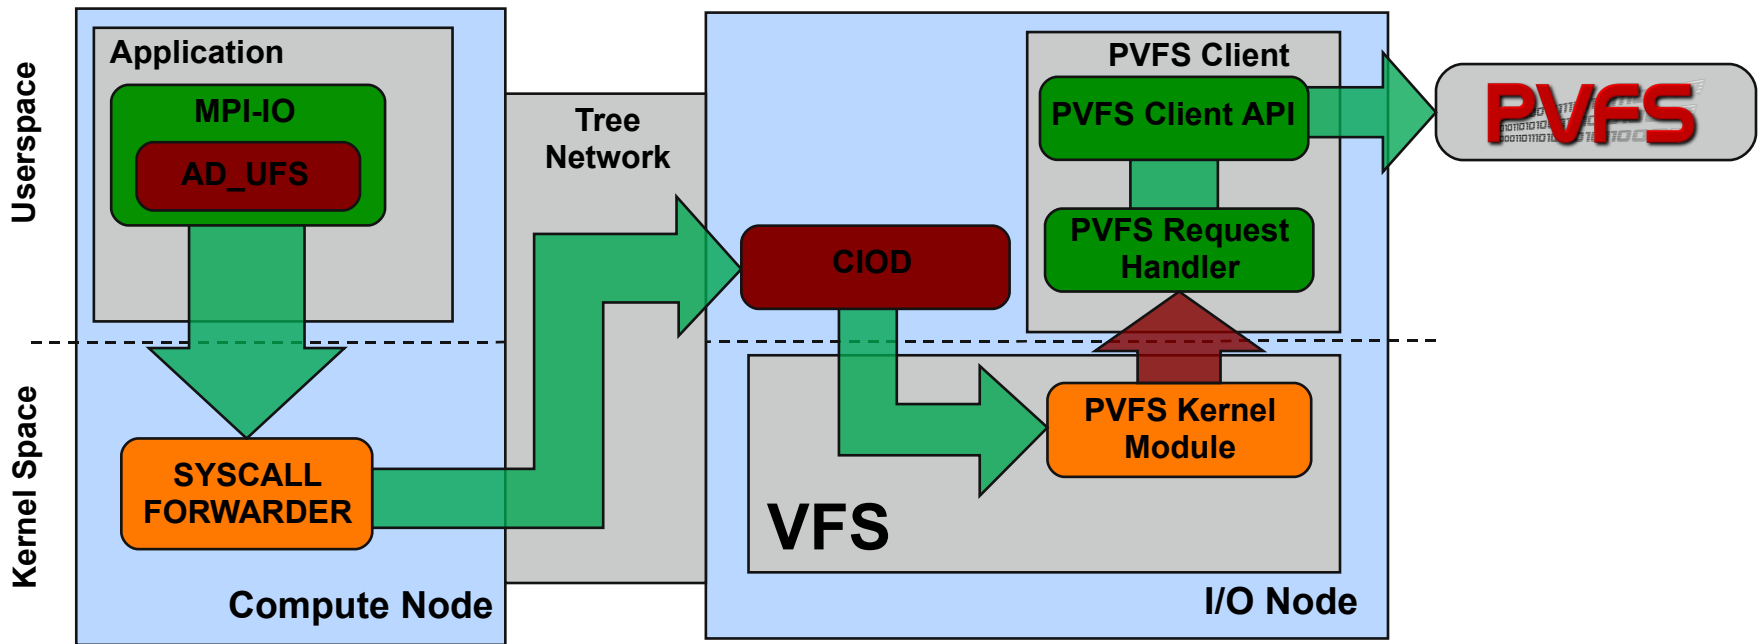 Userspace
Kernel Space
Application
MPI-IO
AD_UFS
SYSCALL
FORWARDER
Compute Node
Tree
Network
CIOD
PVFS Client
PVFS Client API
PVFS Request
Handler
PVFS Kernel
Module
VFS
I/O Node
PVFS